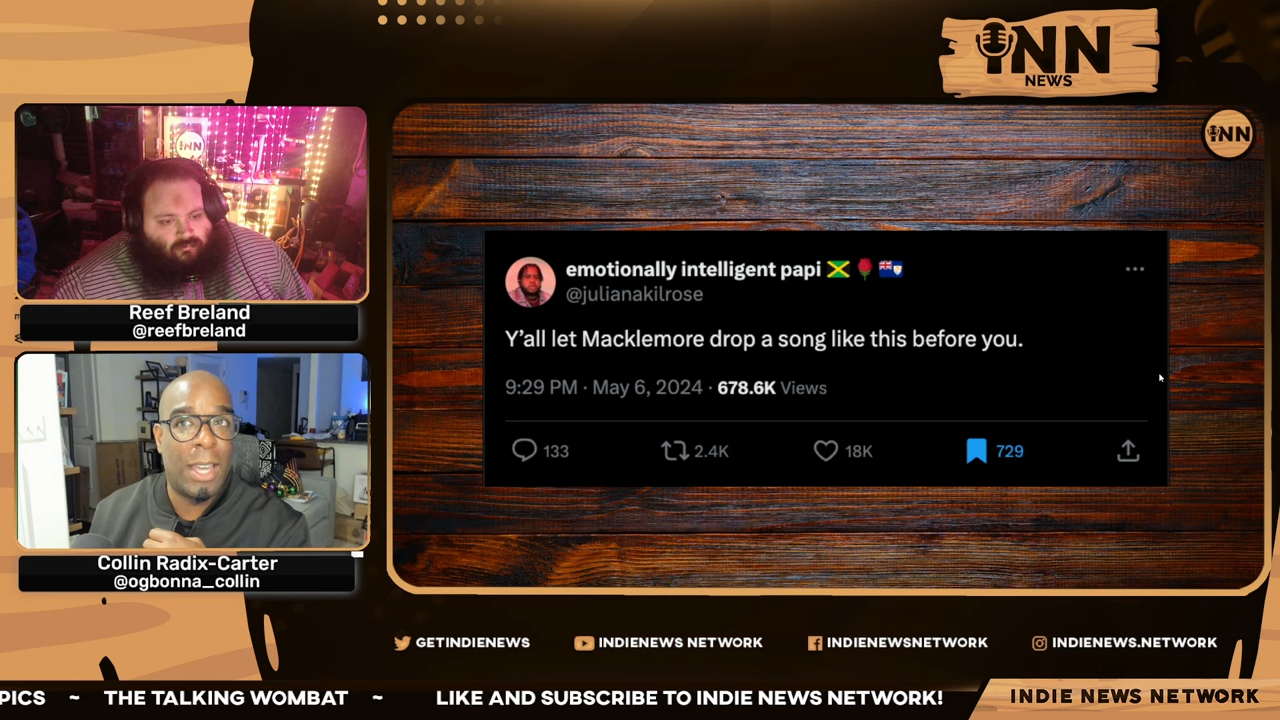 iNN
NEWS
iNN
iNN
Reef Breland
@reefbreland
Collin Radix-Carter
@ogbonna_collin
emotionally intelligent papi
@julianakilrose
Y’all let Macklemore drop a song like this before you.
9:29 PM · May 6, 2024 · 678.6K Views
133 2.4K 18K 729
GETINDIENEWS INDIENEWS NETWORK INDIENEWSNETWORK INDIENEWS.NETWORK
PICS ~ THE TALKING WOMBAT ~ LIKE AND SUBSCRIBE TO INDIE NEWS NETWORK! INDIE NEWS NETWORK